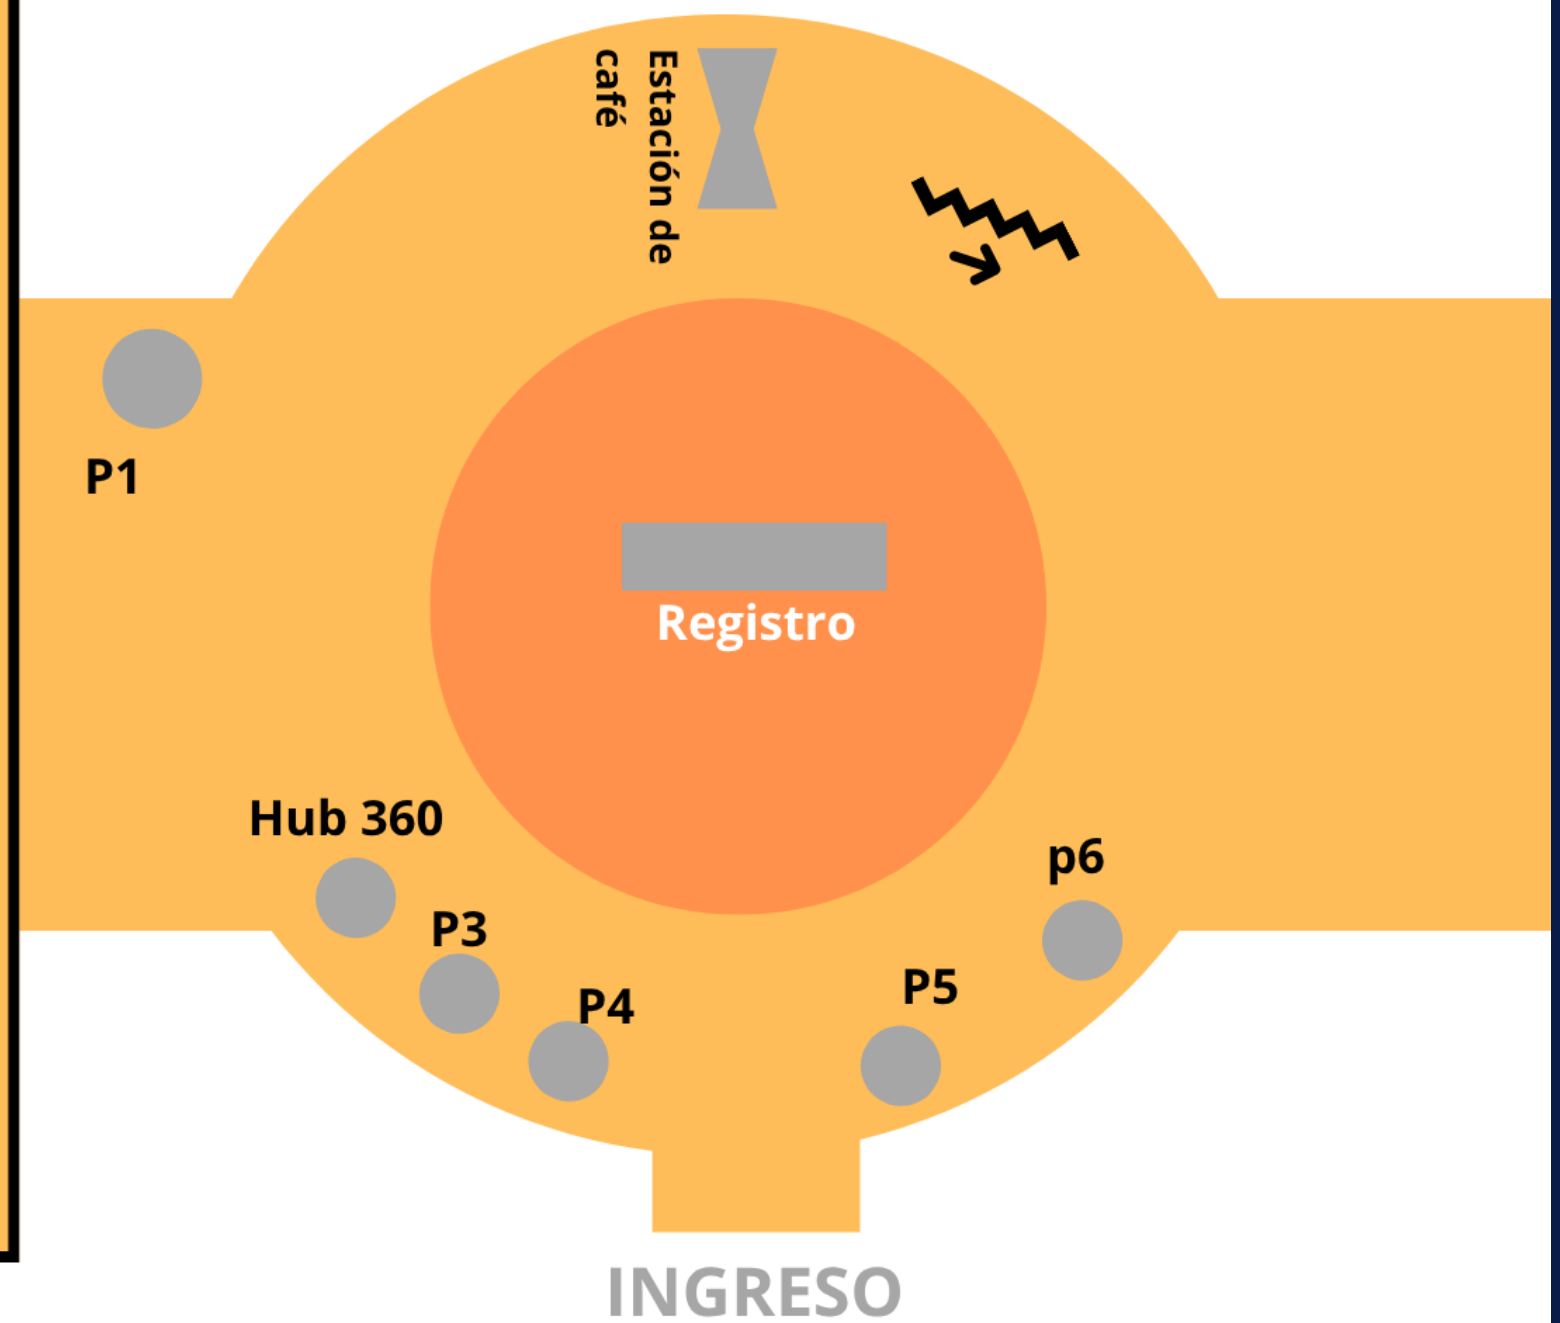 Estación de
café
P1
Registro
Hub 360
P3
P4
P5
p6
INGRESO